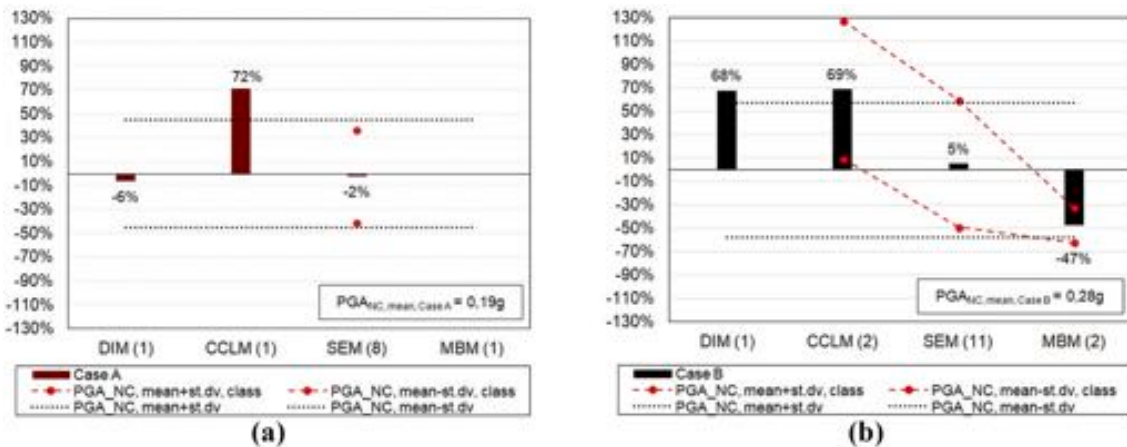 130%
110%
90%
70%
50%
30%
10%
-10%
-30%
-50%
-70%
-90%
-110%
-130%
72%
-6%
-2%
PGA_NC, mean, Case A = 0,19g
DIM (1) CCLM (1) SEM (8) MBM (1)
Case A
PGA_NC, mean+st.dv, class PGA_NC, mean-st.dv, class
PGA_NC, mean+st.dv PGA_NC, mean-st.dv
(a)
130%
110%
90%
70%
50%
30%
10%
-10%
-30%
-50%
-70%
-90%
-110%
-130%
68%
69%
5%
-47%
PGA_NC, mean, Case B = 0,28g
DIM (1) CCLM (2) SEM (11) MBM (2)
Case B
PGA_NC, mean+st.dv, class PGA_NC, mean-st.dv, class
PGA_NC, mean+st.dv PGA_NC, mean-st.dv
(b)